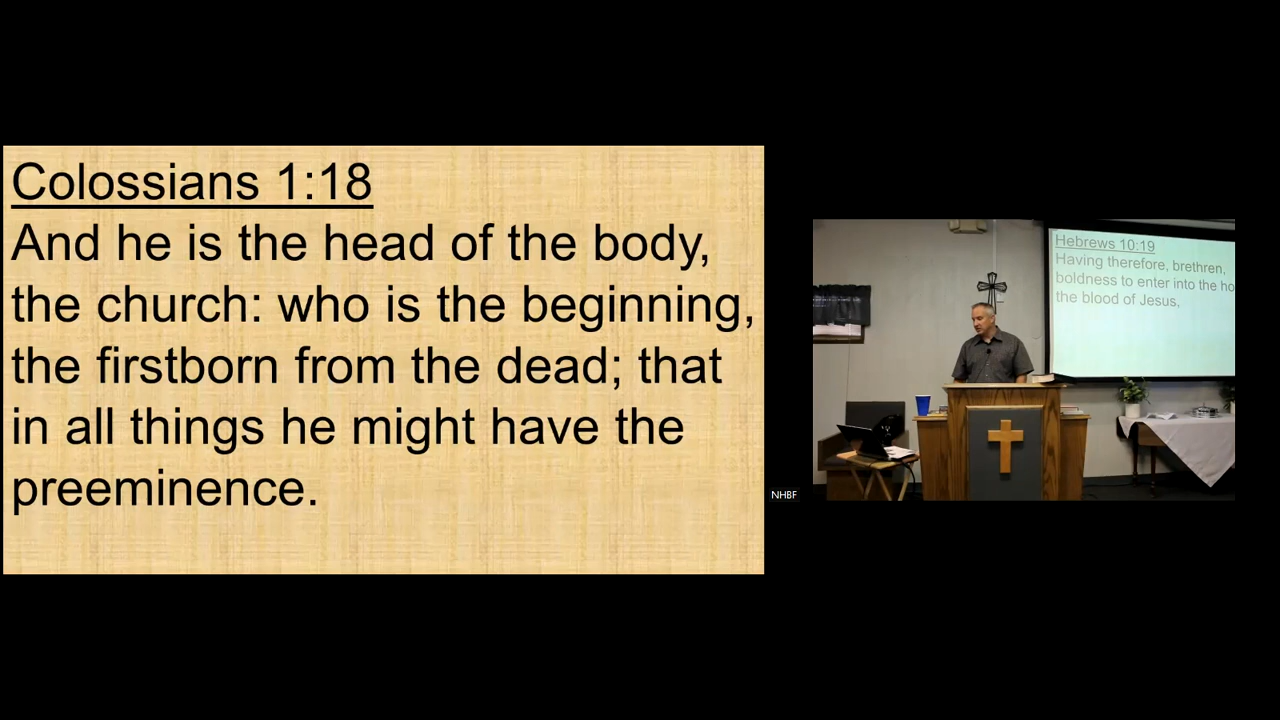 Colossians 1:18
And he is the head of the body,
the church: who is the beginning,
the firstborn from the dead; that
in all things he might have the
preeminence.
NHBF
Hebrews 10:19
Having therefore, brethren,
boldness to enter into the ho
the blood of Jesus,